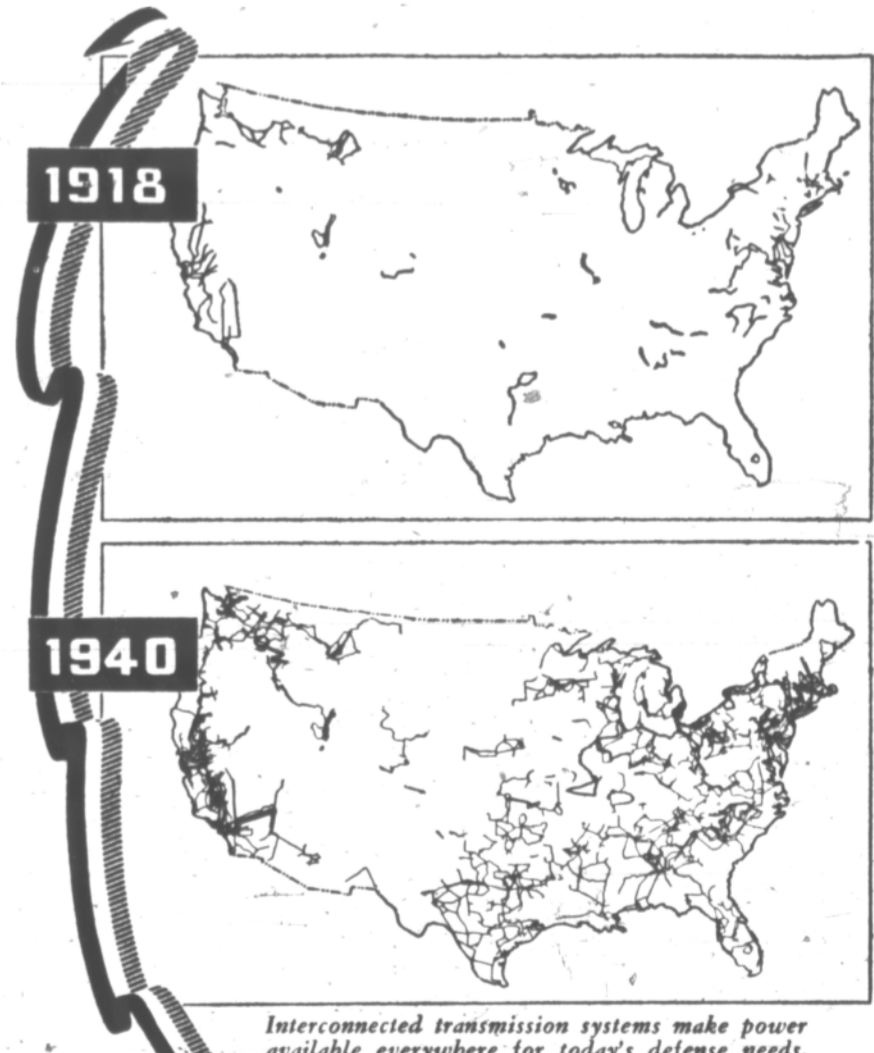 1918
1940
Interconnected transmission systems make power
available everywhere for today's defense needs